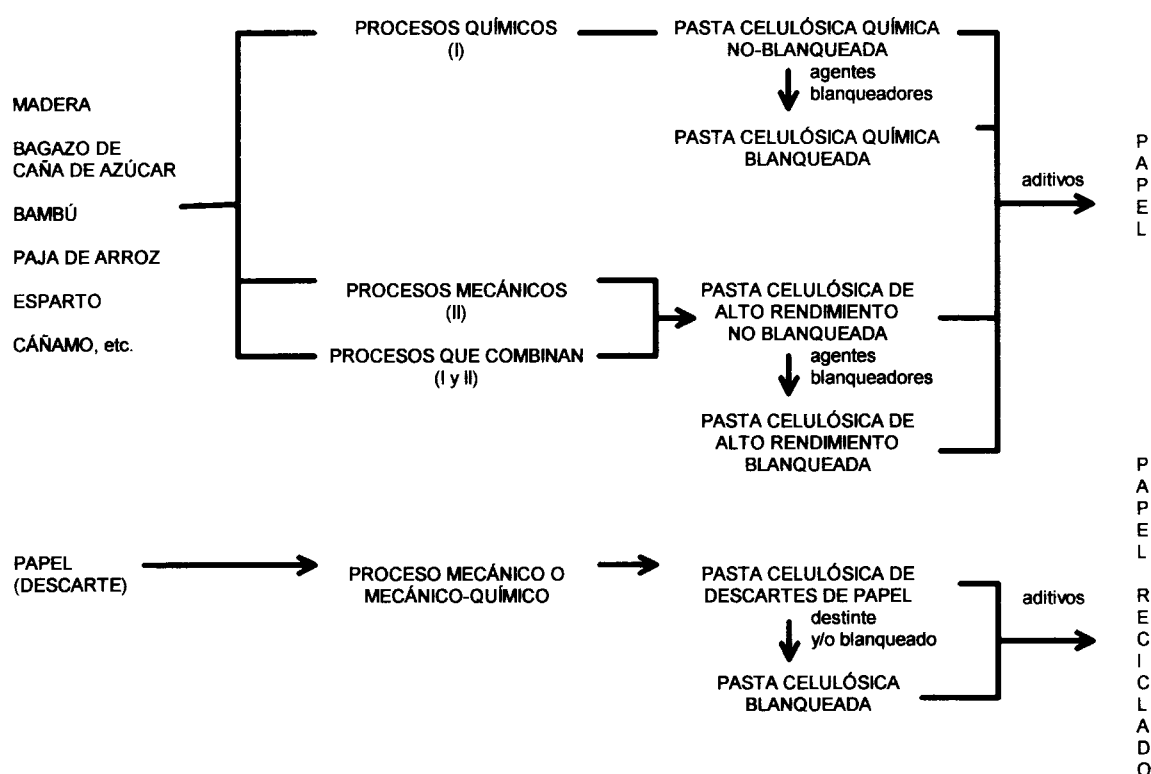 MADERA
BAGAZO DE
CAÑA DE AZÚCAR
BAMBÚ
PAJA DE ARROZ
ESPARTO
CÁÑAMO, etc.
PROCESOS QUÍMICOS
(I)
PROCESOS MECÁNICOS
(II)
PROCESOS QUE COMBINAN
(I y II)
PASTA CELULÓSICA QUÍMICA
NO-BLANQUEADA
agentes
blanqueadores
PASTA CELULÓSICA QUÍMICA
BLANQUEADA
PASTA CELULÓSICA DE
ALTO RENDIMIENTO
NO BLANQUEADA
agentes
blanqueadores
PASTA CELULÓSICA DE
ALTO RENDIMIENTO
BLANQUEADA
aditivos
PAPEL
PAPEL
(DESCARTE)
PROCESO MECÁNICO O
MECÁNICO-QUÍMICO
PASTA CELULÓSICA DE
DESCARTES DE PAPEL
destinte
y/o blanqueado
PASTA CELULÓSICA
BLANQUEADA
aditivos
PAPEL RECICLADO